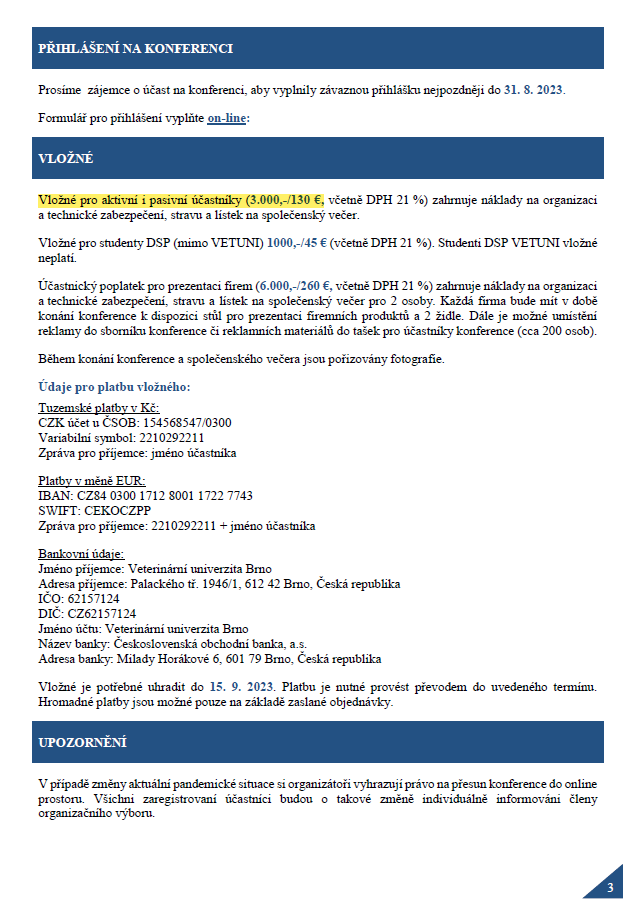 PŘIHLÁŠENÍ NA KONFERENCI
Prosíme zájemce o účast na konferenci, aby vyplnily závaznou přihlášku nejpozději do 31. 8. 2023.
Formulář pro přihlášení vyplňte on-line:
VLOŽNÉ
Vložné pro aktivní i pasivní účastníky (3.000,-/130 €, včetně DPH 21 %) zahrnuje náklady na organizaci
a technické zabezpečení, stravu a lístek na společenský večer.
Vložné pro studenty DSP (mimo VETUNI) 1000,-/45 € (včetně DPH 21 %). Studenti DSP VETUNI vložné
neplatí.
Účastnický poplatek pro prezentaci firem (6.000,-/260 €, včetně DPH 21 %) zahrnuje náklady na organizaci
a technické zabezpečení, stravu a lístek na společenský večer pro 2 osoby. Každá firma bude mít v době
konání konference k dispozici stůl pro prezentaci firemních produktů a 2 židle. Dále je možné umístění
reklamy do sborníku konference či reklamních materiálů do tašek pro účastníky konference (cca 200 osob).
Během konání konference a společenského večera jsou pořizovány fotografie.
Údaje pro platbu vložného:
Tuzemské platby v Kč:
CZK účet u ČSOB: 154568547/0300
Variabilní symbol: 2210292211
Zpráva pro příjemce: jméno účastníka
Platby v měně EUR:
IBAN: CZ84 0300 1712 8001 1722 7743
SWIFT: CEKOCZPP
Zpráva pro příjemce: 2210292211 + jméno účastníka
Bankovní údaje:
Jméno příjemce: Veterinární univerzita Brno
Adresa příjemce: Palackého tř. 1946/1, 612 42 Brno, Česká republika
IČO: 62157124
DIČ: CZ62157124
Jméno účtu: Veterinární univerzita Brno
Název banky: Československá obchodní banka, a.s.
Adresa banky: Milady Horákové 6, 601 79 Brno, Česká republika
Vložné je potřebné uhradit do 15. 9. 2023. Platbu je nutné provést převodem do uvedeného termínu.
Hromadné platby jsou možné pouze na základě zaslané objednávky.
UPOZORNĚNÍ
V případě změny aktuální pandemické situace si organizátoři vyhrazují právo na přesun konference do online
prostoru. Všichni zaregistrovaní účastníci budou o takové změně individuálně informováni členy
organizačního výboru.
3